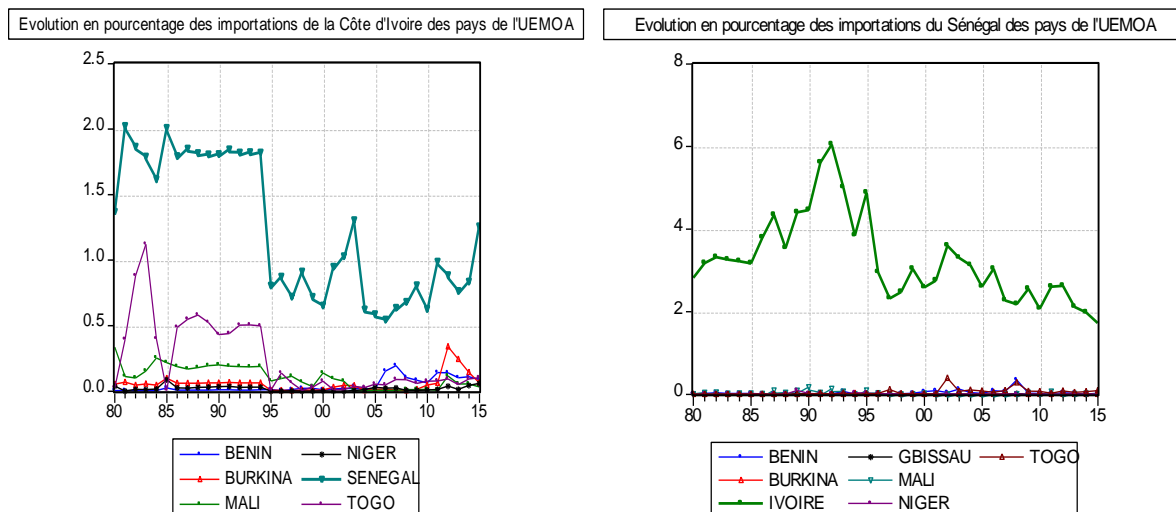 Evolution en pourcentage des importations de la Côte d'Ivoire des pays de l'UEMOA
2.5
2.0
1.5
1.0
0.5
0.0
80 85 90 95 00 05 10 15
BENIN NIGER
BURKINA SENEGAL
MALI TOGO
Evolution en pourcentage des importations du Sénégal des pays de l'UEMOA
8
6
4
2
0
80 85 90 95 00 05 10 15
BENIN GBISSAU TOGO
BURKINA MALI
IVOIRE NIGER